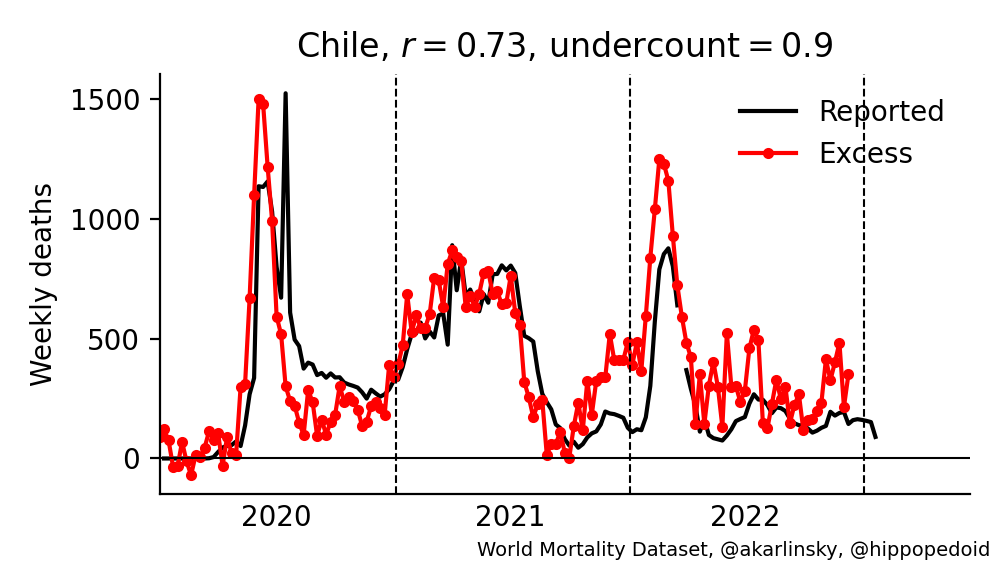 Chile, r = 0.73, undercount = 0.9
1500
1000
500
0
Weekly deaths
Reported
Excess
2020
2021
2022
World Mortality Dataset, @akarlinsky, @hippopedoid